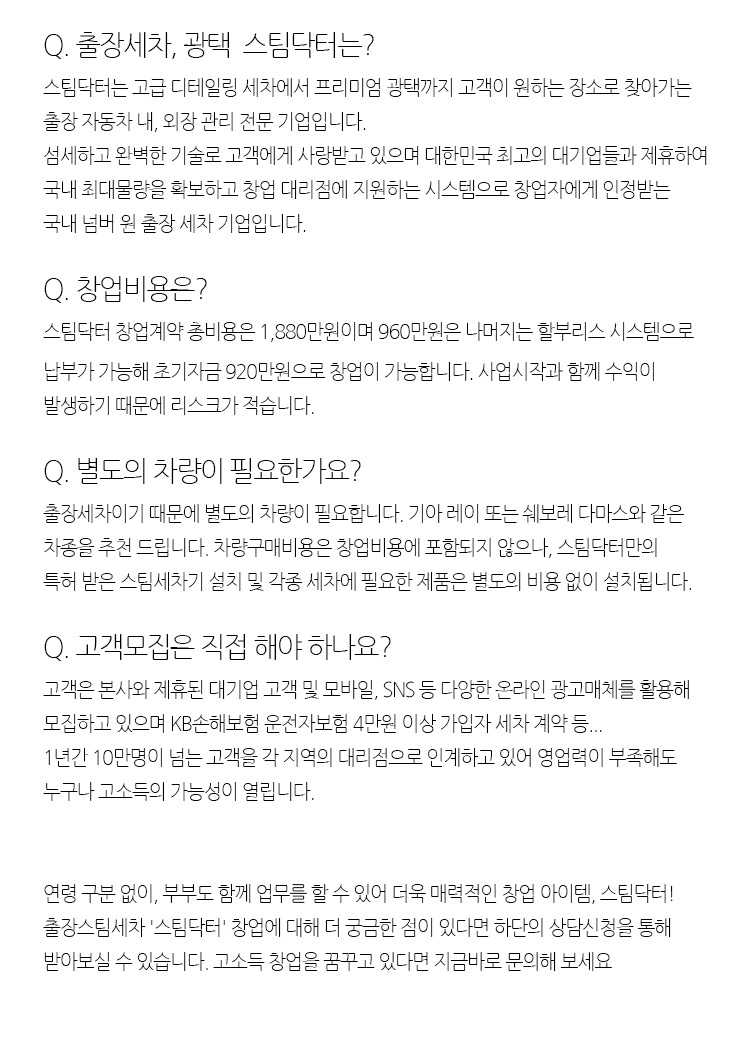 Q. 출장세차, 광택 스팀닥터는?
스팀닥터는 고급 디테일링 세차에서 프리미엄 광택까지 고객이 원하는 장소로 찾아가는
출장 자동차 내, 외장 관리 전문 기업입니다.
섬세하고 완벽한 기술로 고객에게 사랑받고 있으며 대한민국 최고의 대기업들과 제휴하여
국내 최대물량을 확보하고 창업 대리점에 지원하는 시스템으로 창업자에게 인정받는
국내 넘버 원 출장 세차 기업입니다.
Q. 창업비용은?
스팀닥터 창업계약 총비용은 1,880만원이며 960만원은 나머지는 할부리스 시스템으로
납부가 가능해 초기자금 920만원으로 창업이 가능합니다. 사업시작과 함께 수익이
발생하기 때문에 리스크가 적습니다.
Q. 별도의 차량이 필요한가요?
출장세차이기 때문에 별도의 차량이 필요합니다. 기아 레이 또는 쉐보레 다마스와 같은
차종을 추천 드립니다. 차량구매비용은 창업비용에 포함되지 않으나, 스팀닥터만의
특허 받은 스팀세차기 설치 및 각종 세차에 필요한 제품은 별도의 비용 없이 설치됩니다.
Q. 고객모집은 직접 해야 하나요?
고객은 본사와 제휴된 대기업 고객 및 모바일, SNS 등 다양한 온라인 광고매체를 활용해
모집하고 있으며 KB손해보험 운전자보험 4만원 이상 가입자 세차 계약 등...
1년간 10만명이 넘는 고객을 각 지역의 대리점으로 인계하고 있어 영업력이 부족해도
누구나 고소득의 가능성이 열립니다.
연령 구분 없이, 부부도 함께 업무를 할 수 있어 더욱 매력적인 창업 아이템, 스팀닥터!
출장스팀세차 '스팀닥터' 창업에 대해 더 궁금한 점이 있다면 하단의 상담신청을 통해
받아보실 수 있습니다. 고소득 창업을 꿈꾸고 있다면 지금바로 문의해 보세요